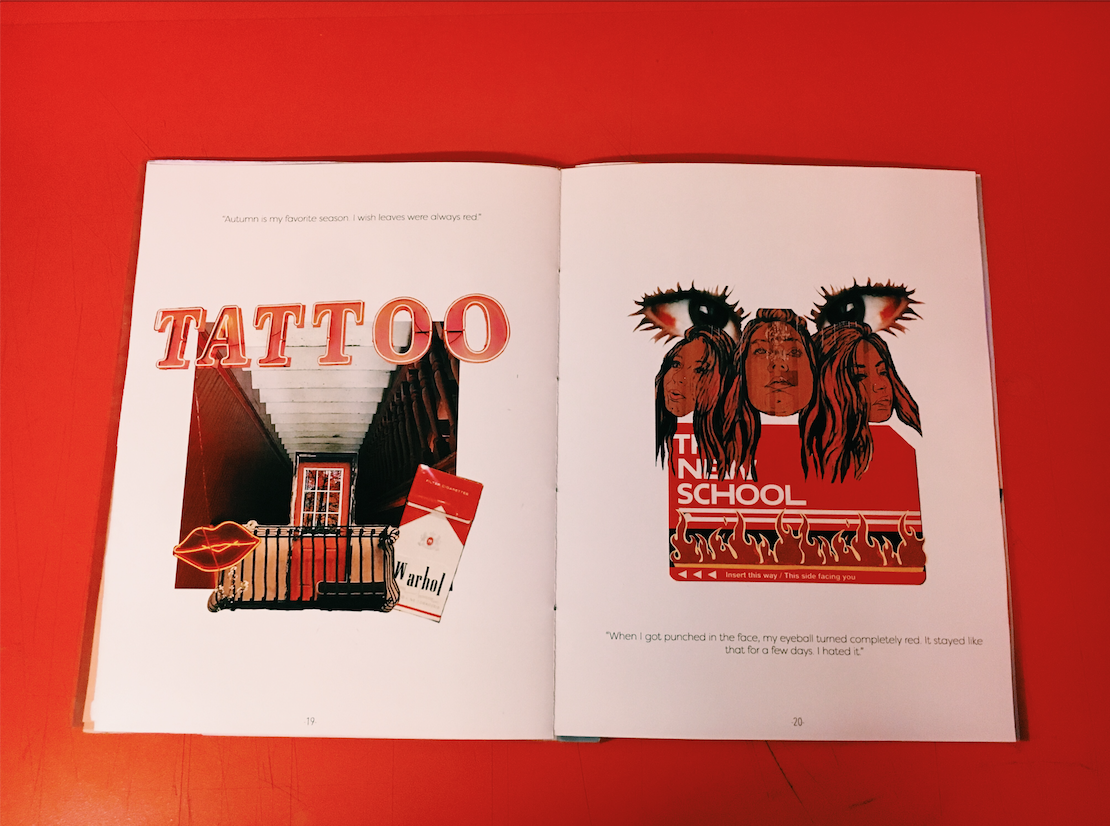 "Autumn is my favorite season. I wish leaves were always red."
TATTOO
FILTER CIGARETTES
Warhol
-19-
SCHOOL
Insert this way / This side facing you
"When I got punched in the face, my eyeball turned completely red. It stayed like
that for a few days. I hated it."
-20-